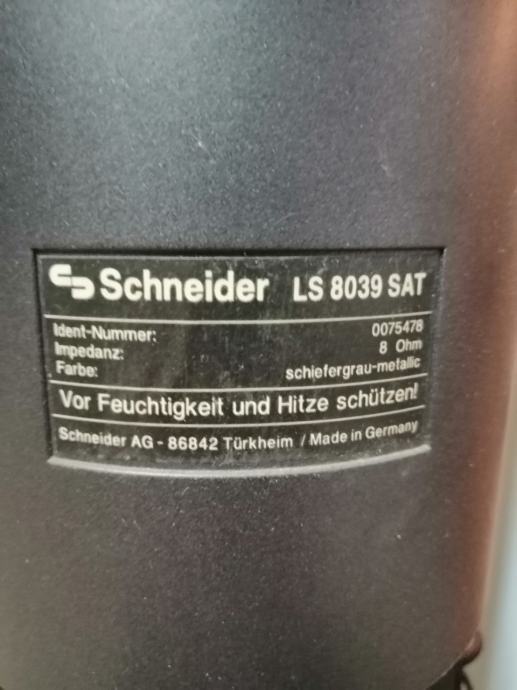 Schneider LS 8039 SAT
Ident-Nummer: 0075478
Impedanz: 8 Ohm
Farbe: schiefergrau-metallic
Vor Feuchtigkeit und Hitze schützen!
Schneider AG - 86842 Türkheim / Made in Germany